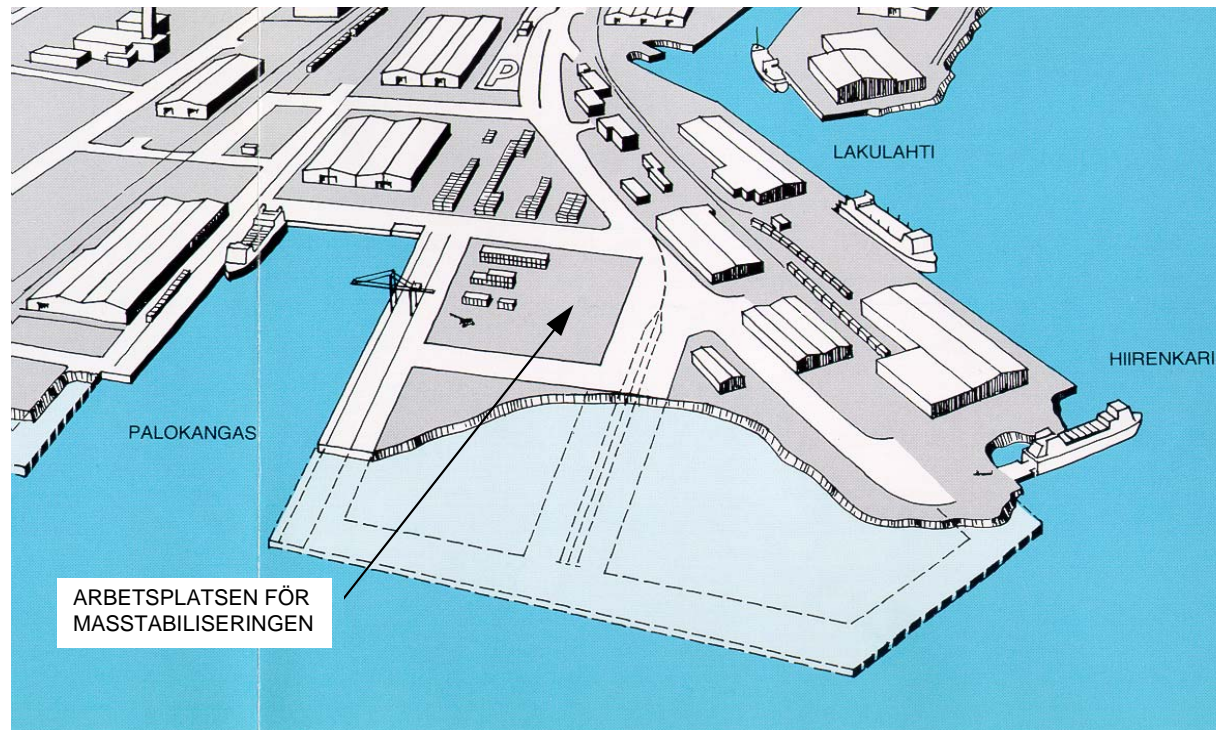 P
LAKULAHTI
HIIRENKARI
PALOKANGAS
ARBETSPLATSEN FÖR
MASSTABILISERINGEN